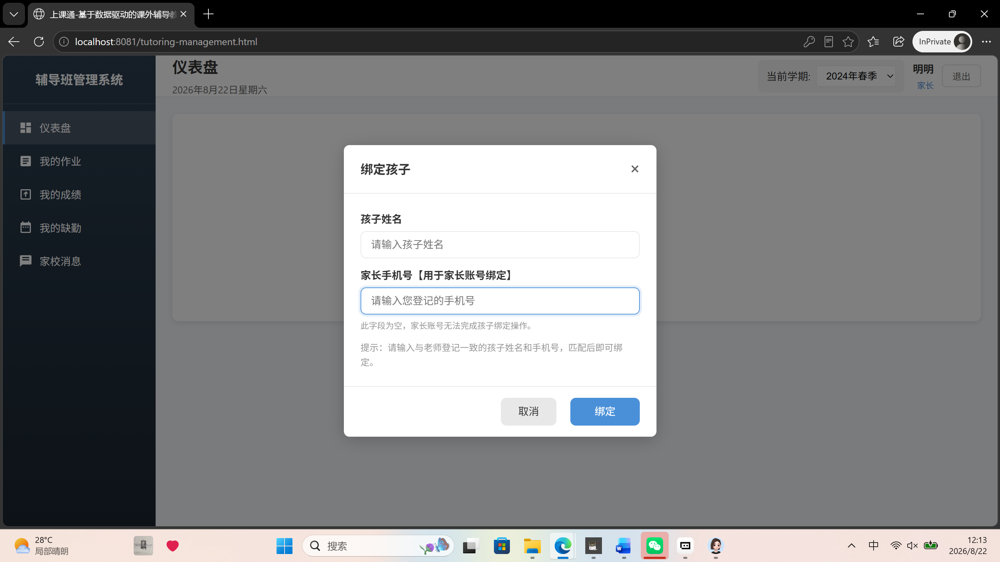 上课通-基于数据驱动的课外辅导教
localhost:8081/tutoring-management.html
InPrivate
辅导班管理系统
仪表盘
我的作业
我的成绩
我的缺勤
家校消息
仪表盘
2026年8月22日星期六
当前学期:
2024年春季
明明
家长
退出
绑定孩子
孩子姓名
请输入孩子姓名
家长手机号【用于家长账号绑定】
请输入您登记的手机号
此字段为空，家长账号无法完成孩子绑定操作。
提示：请输入与老师登记一致的孩子姓名和手机号，匹配后即可绑
定。
取消
绑定
28°C
局部晴朗
搜索
中
12:13
2026/8/22